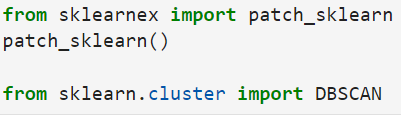 from sklearnex import patch_sklearn
patch_sklearn()
from sklearn.cluster import DBSCAN